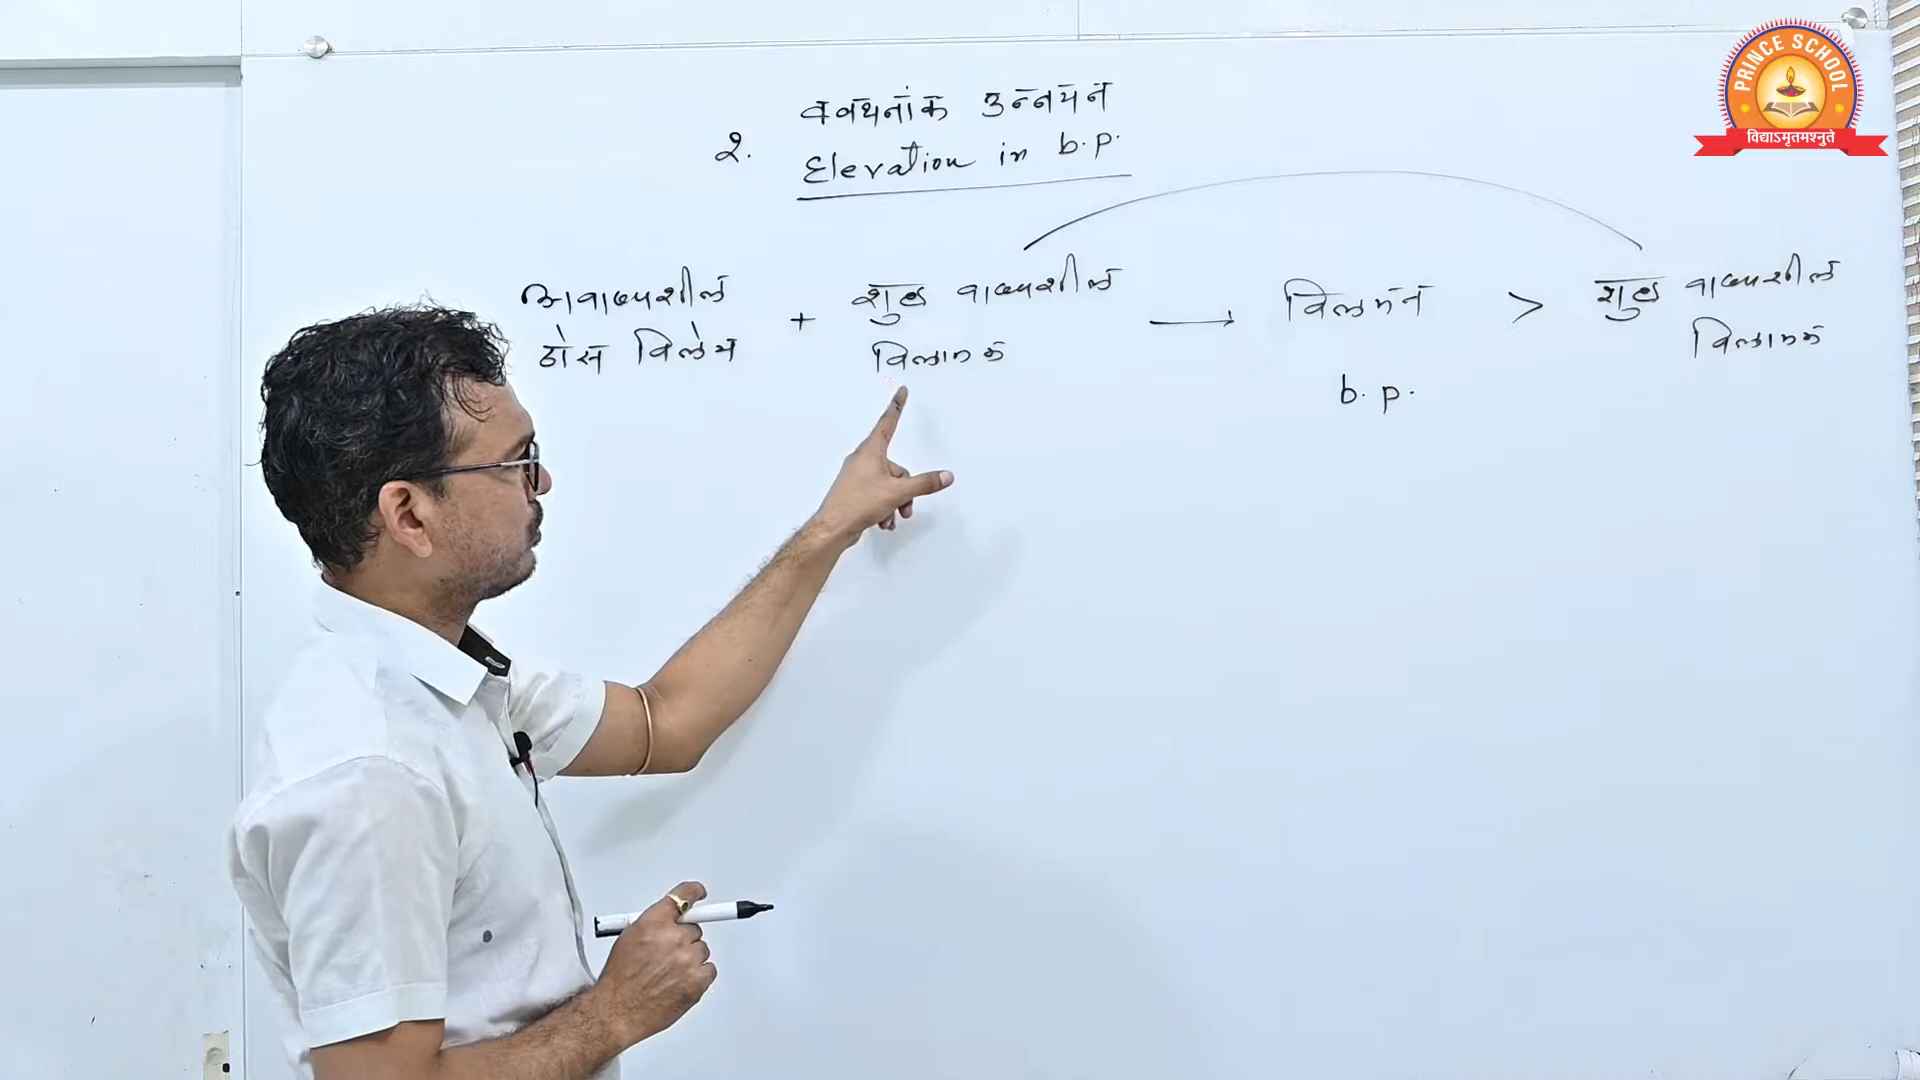 PRINCE SCHOOL
विद्याऽमृतमश्नुते
क्वथनांक उन्नयन
2. Elevation in b.p.
अवाष्पशील + शुद्ध वाष्पशील → विलयन > शुद्ध वाष्पशील
ठोस विलेय विलायक विलायक
b.p.